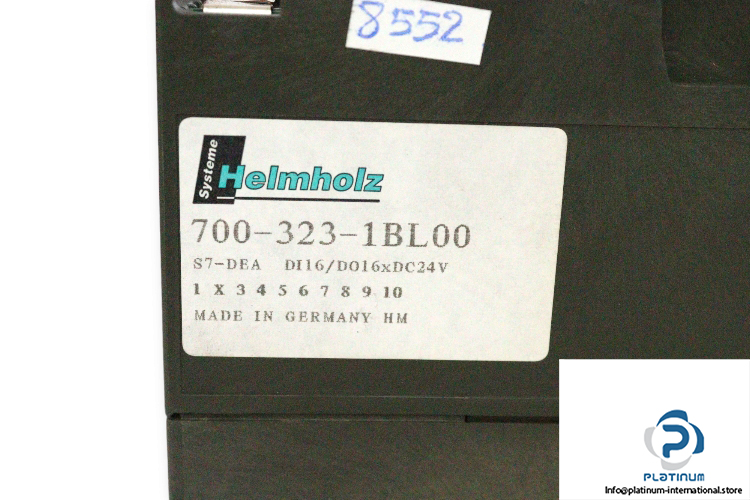 8552
Systeme
Helmholz
700-323-1BL00
S7-DEA DI16/DO16xDC24V
1 X 3 4 5 6 7 8 9 10
MADE IN GERMANY HM
PLATINUM
Info@platinum-international.store